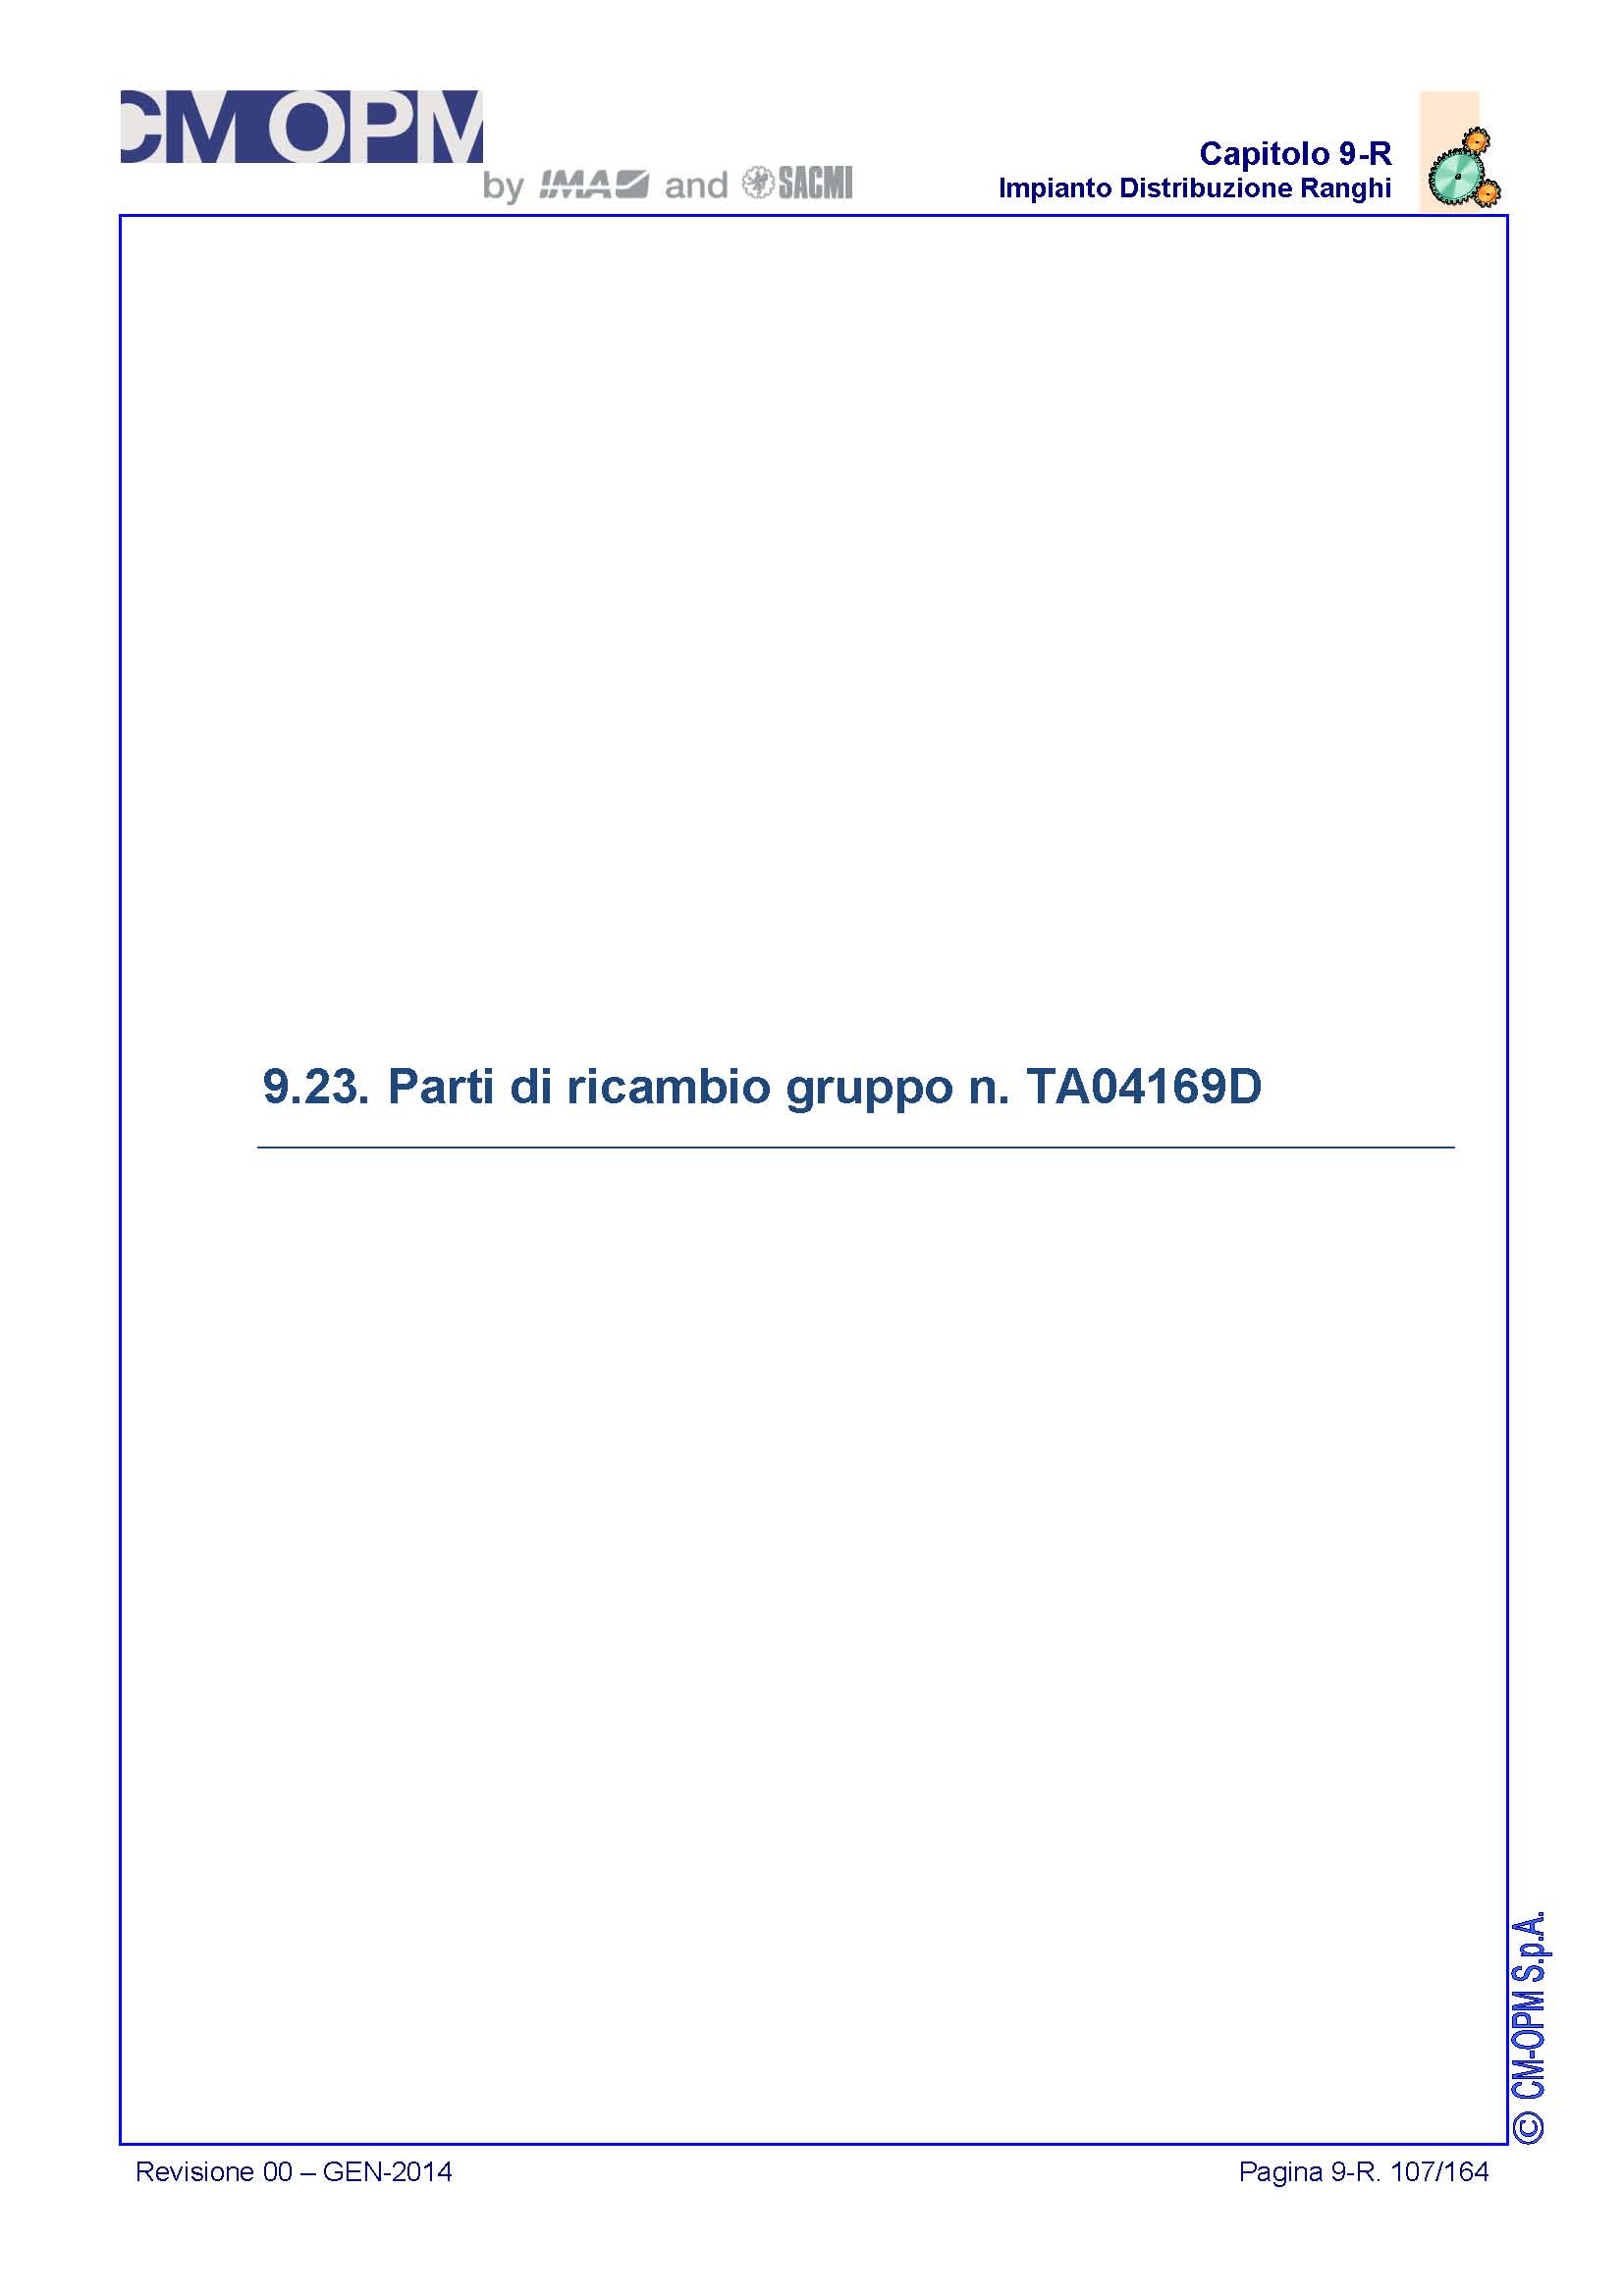 CM OPM
by IMA and SACMI
Capitolo 9-R
Impianto Distribuzione Ranghi
9.23. Parti di ricambio gruppo n. TA04169D
© CM-OPM S.p.A.
Revisione 00 – GEN-2014
Pagina 9-R. 107/164